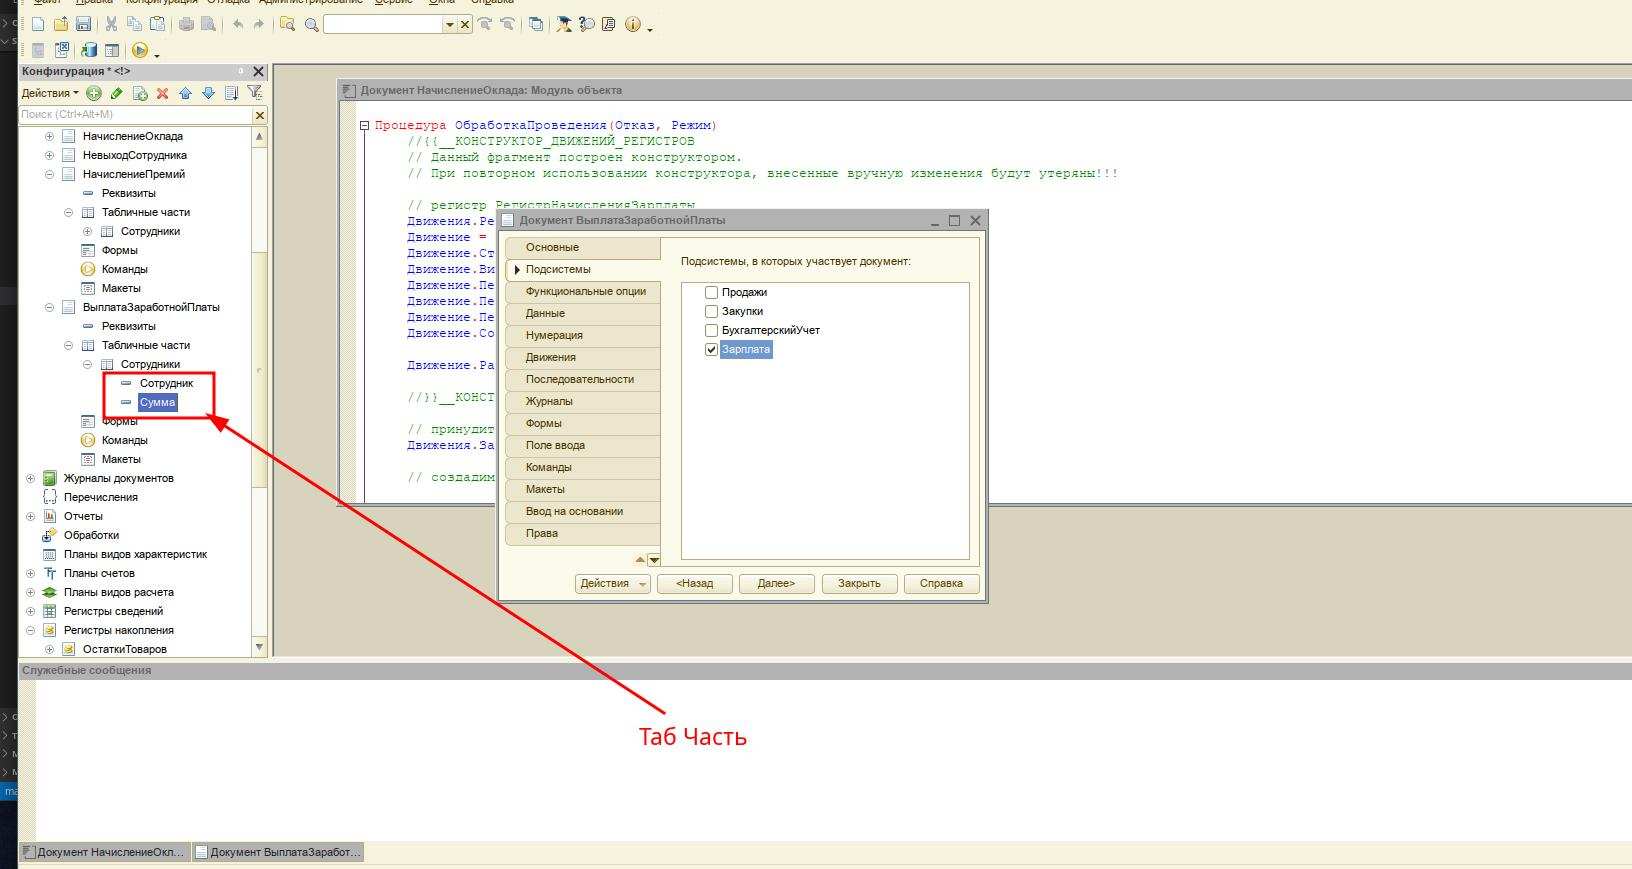 Файл Правка Конфигурация Отладка Администрирование Сервис Окна Справка
Конфигурация * <!>
Действия
Поиск (Ctrl+Alt+M)
НачислениеОклада
НевыходСотрудника
НачислениеПремий
Реквизиты
Табличные части
Сотрудники
Формы
Команды
Макеты
ВыплатаЗаработнойПлаты
Реквизиты
Табличные части
Сотрудники
Сотрудник
Сумма
Формы
Команды
Макеты
Журналы документов
Перечисления
Отчеты
Обработки
Планы видов характеристик
Планы счетов
Планы видов расчета
Регистры сведений
Регистры накопления
ОстаткиТоваров
Документ НачислениеОклада: Модуль объекта
Процедура ОбработкаПроведения(Отказ, Режим)
//{{__КОНСТРУКТОР_ДВИЖЕНИЙ_РЕГИСТРОВ
// Данный фрагмент построен конструктором.
// При повторном использовании конструктора, внесенные вручную изменения будут утеряны!!!
// регистр РегистрНачисленияЗарплаты
Движения.Ре
Движение =
Движение.Ст
Движение.Ви
Движение.Пе
Движение.Пе
Движение.Пе
Движение.Со
Движение.Ра
//}}__КОНСТ
// принудит
Движения.За
// создадим
Документ ВыплатаЗаработнойПлаты
Основные
Подсистемы
Функциональные опции
Данные
Нумерация
Движения
Последовательности
Журналы
Формы
Поле ввода
Команды
Макеты
Ввод на основании
Права
Подсистемы, в которых участвует документ:
Продажи
Закупки
БухгалтерскийУчет
Зарплата
Действия
<Назад
Далее>
Закрыть
Справка
Служебные сообщения
Таб Часть
Документ НачислениеОкл...
Документ ВыплатаЗаработ...